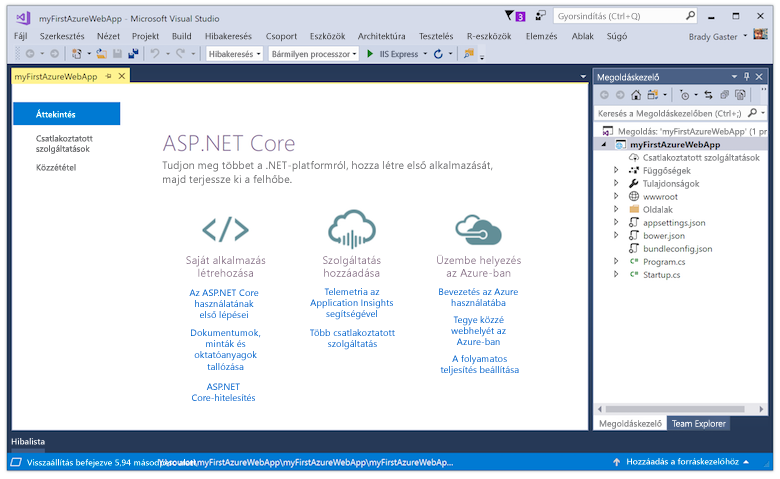 myFirstAzureWebApp - Microsoft Visual Studio
3
Gyorsindítás (Ctrl+Q)
Fájl Szerkesztés Nézet Projekt Build Hibakeresés Csoport Eszközök Architektúra Tesztelés R-eszközök Elemzés Ablak Súgó
Brady Gaster
Hibakeresés Bármilyen processzor IIS Express
myFirstAzureWebApp
Áttekintés
Csatlakoztatott
szolgáltatások
Közzététel
ASP.NET Core
Tudjon meg többet a .NET-platformról, hozza létre első alkalmazását,
majd terjessze ki a felhőbe.
Saját alkalmazás
létrehozása
Az ASP.NET Core
használatának
első lépései
Dokumentumok,
minták és
oktatóanyagok
tallózása
ASP.NET
Core-hitelesítés
Szolgáltatás
hozzáadása
Telemetria az
Application Insights
segítségével
Több csatlakoztatott
szolgáltatás
Üzembe helyezés
az Azure-ban
Bevezetés az Azure
használatába
Tegye közzé
webhelyét az
Azure-ban
A folyamatos
teljesítés beállítása
Megoldáskezelő
Keresés a Megoldáskezelőben (Ctrl+;)
Megoldás: 'myFirstAzureWebApp' (1 pr
myFirstAzureWebApp
Csatlakoztatott szolgáltatások
Függőségek
Tulajdonságok
wwwroot
Oldalak
appsettings.json
bower.json
bundleconfig.json
C# Program.cs
C# Startup.cs
Megoldáskezelő Team Explorer
Hibalista
Visszaállítás befejezve 5,94 myFirstAzureWebApp\myFirstAzureWebApp\myFirstAzureWebAp...
Hozzáadás a forráskezelőhöz